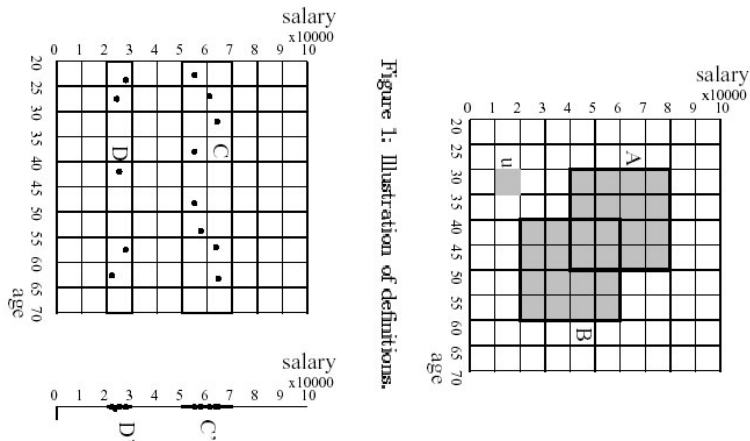 salary
x10000
0 1 2 3 4 5 6 7 8 9 10
20 25 30 35 40 45 50 55 60 65 70
age
C
D
Figure 1: Illustration of definitions.
salary
x10000
0 1 2 3 4 5 6 7 8 9 10
20 25 30 35 40 45 50 55 60 65 70
age
A
u
B
salary
x10000
0 1 2 3 4 5 6 7 8 9 10
D'
C'